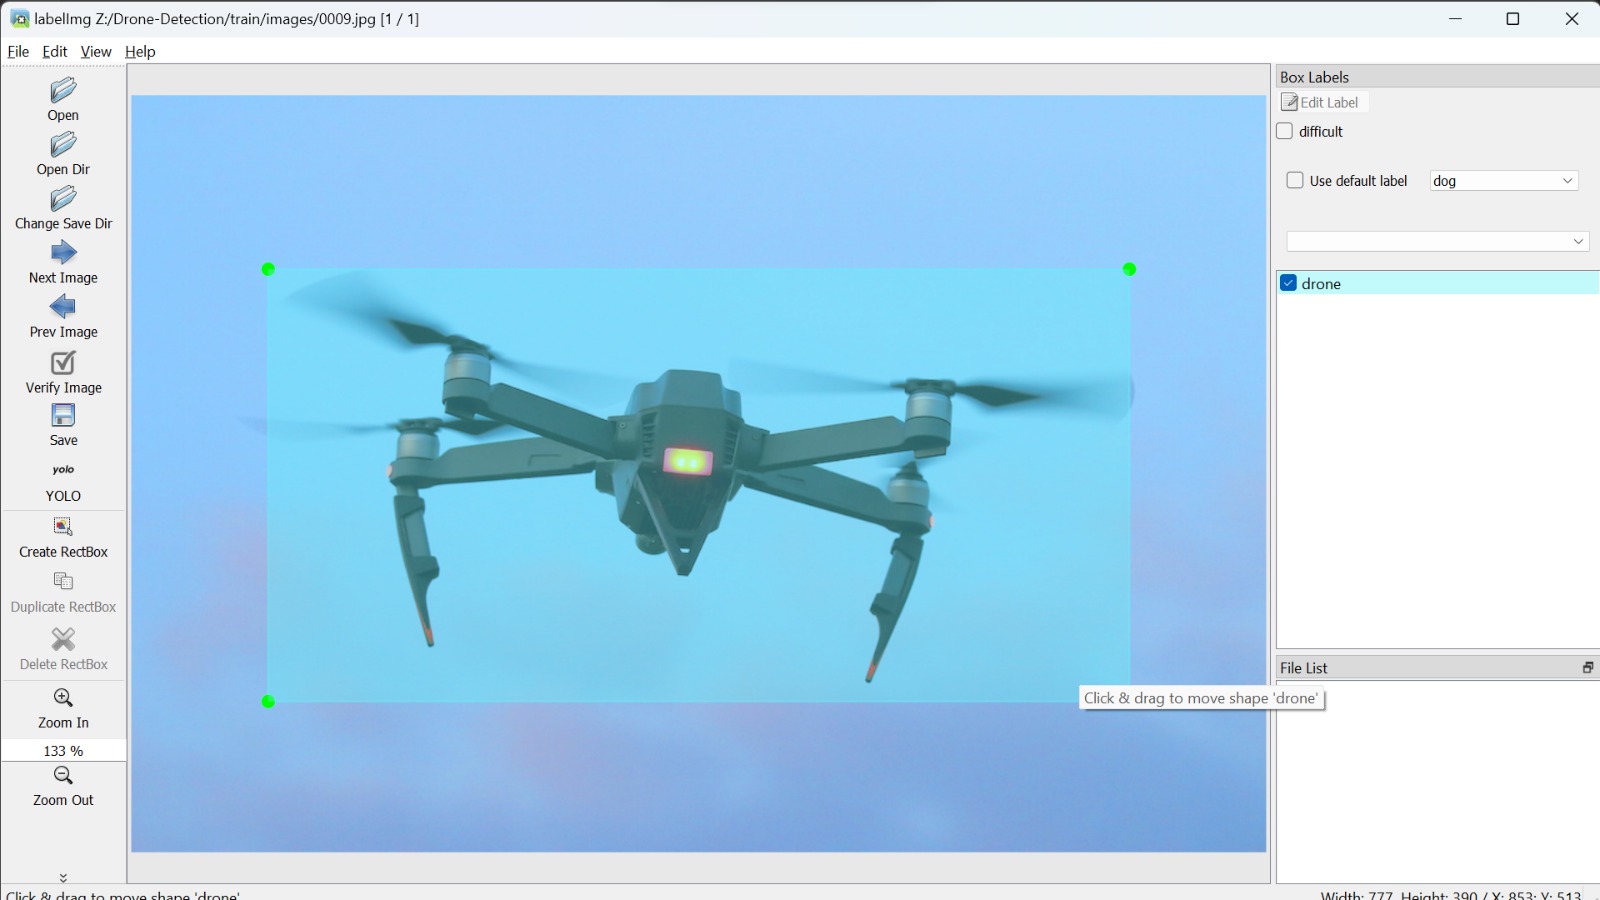 labelImg Z:/Drone-Detection/train/images/0009.jpg [1 / 1]
File Edit View Help
Open
Open Dir
Change Save Dir
Next Image
Prev Image
Verify Image
Save
yolo
YOLO
Create RectBox
Duplicate RectBox
Delete RectBox
Zoom In
133 %
Zoom Out
Click & drag to move shape 'drone'
Box Labels
Edit Label
difficult
Use default label dog
drone
File List
Click & drag to move shape 'drone'
Width: 777, Height: 390 / X: 853; Y: 513